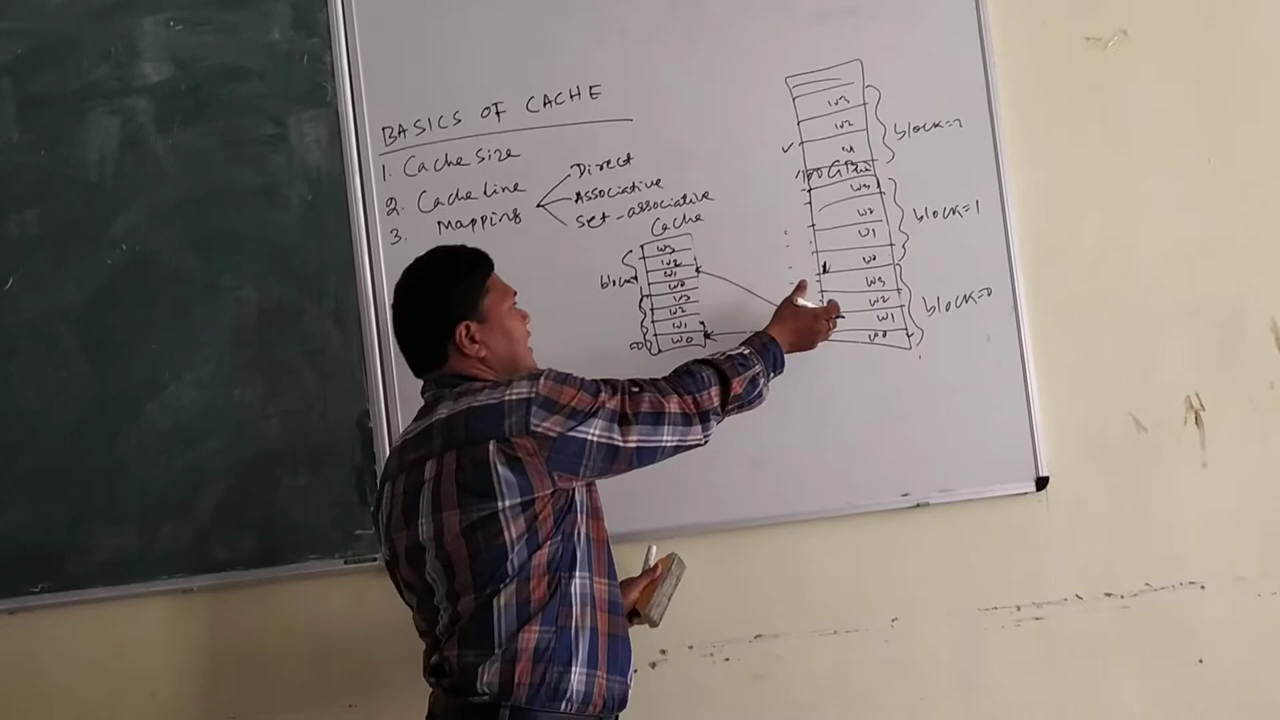 BASICS OF CACHE
1. Cache Size
2. Cache Line
3. Mapping
Direct
Associative
Set-associative
Cache
w3
w2
w1
w0
w3
w2
w1
w0
block
=0
w3
w2
w1
block=2
w3
w2
w1
w0
block=1
w3
w2
w1
w0
block=0